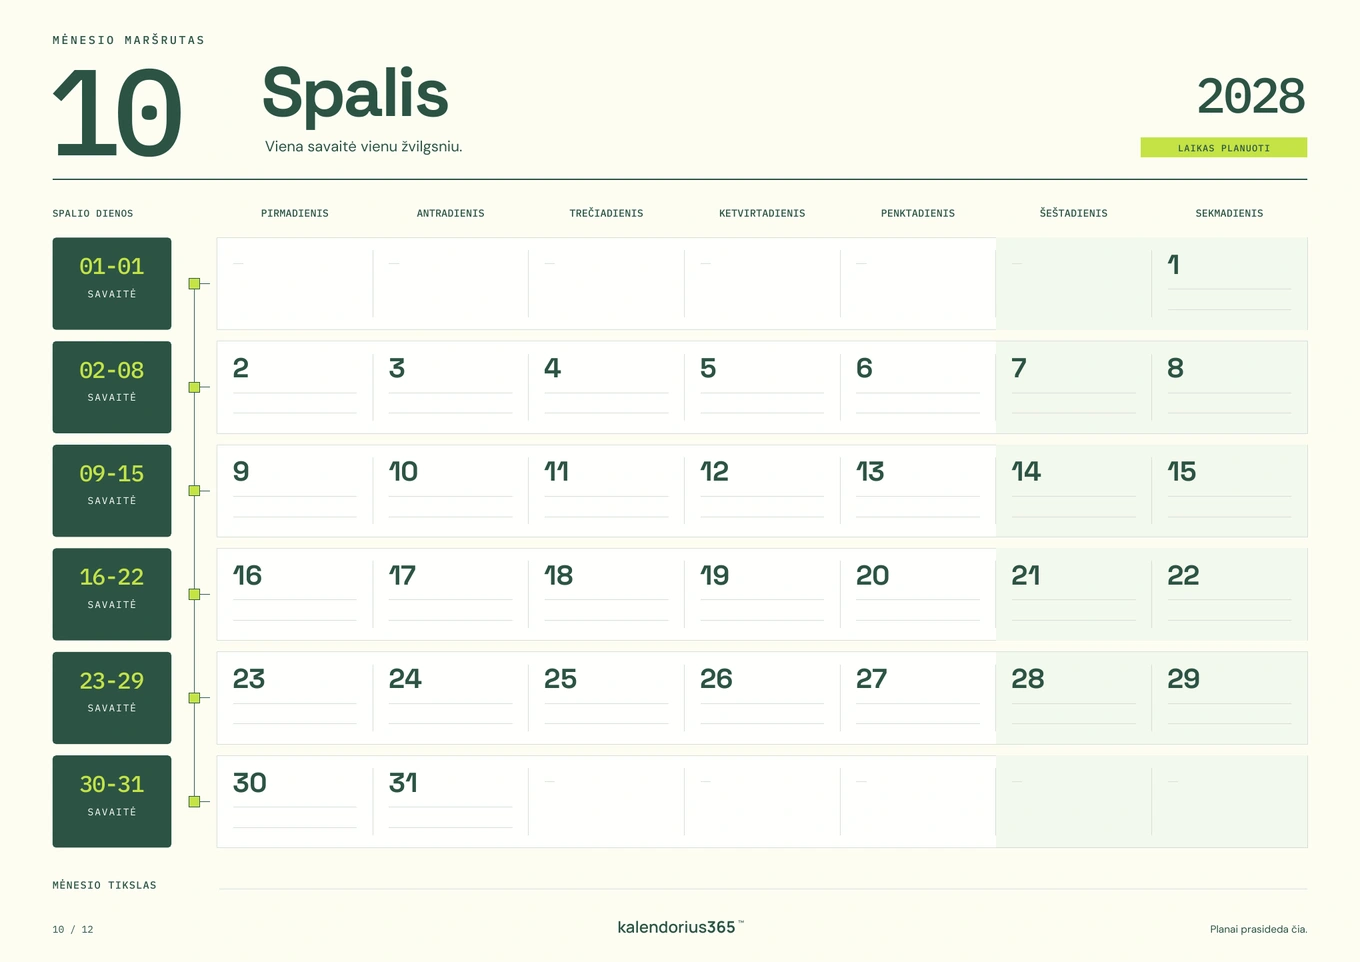 MĖNESIO MARŠRUTAS
10
Spalis
2028
Viena savaitė vienu žvilgsniu.
LAIKAS PLANUOTI
SPALIO DIENOS PIRMADIENIS ANTRADIENIS TREČIADIENIS KETVIRTADIENIS PENKTADIENIS ŠEŠTADIENIS SEKMADIENIS
01-01 — — — — — — 1
SAVAITĖ
02-08 2 3 4 5 6 7 8
SAVAITĖ
09-15 9 10 11 12 13 14 15
SAVAITĖ
16-22 16 17 18 19 20 21 22
SAVAITĖ
23-29 23 24 25 26 27 28 29
SAVAITĖ
30-31 30 31 — — — — —
SAVAITĖ
MĖNESIO TIKSLAS
10 / 12 kalendorius365™ Planai prasideda čia.